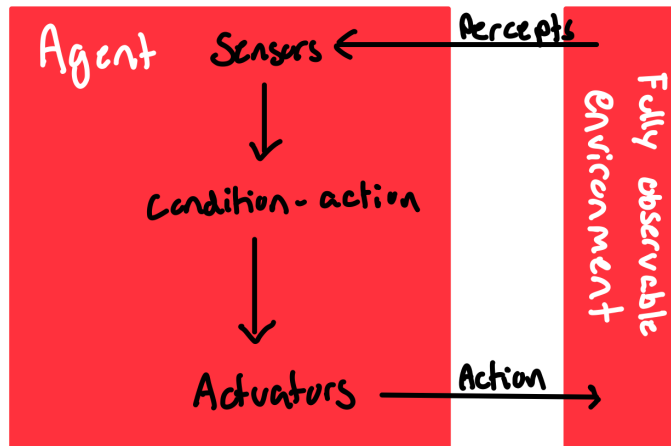 Agent
Sensors
Percepts
Condition-action
Actuators
Action
Fully observable
environment